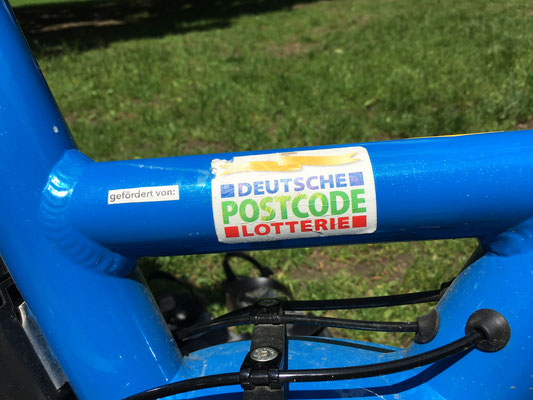 gefördert von:
DEUTSCHE
POSTCODE
LOTTERIE